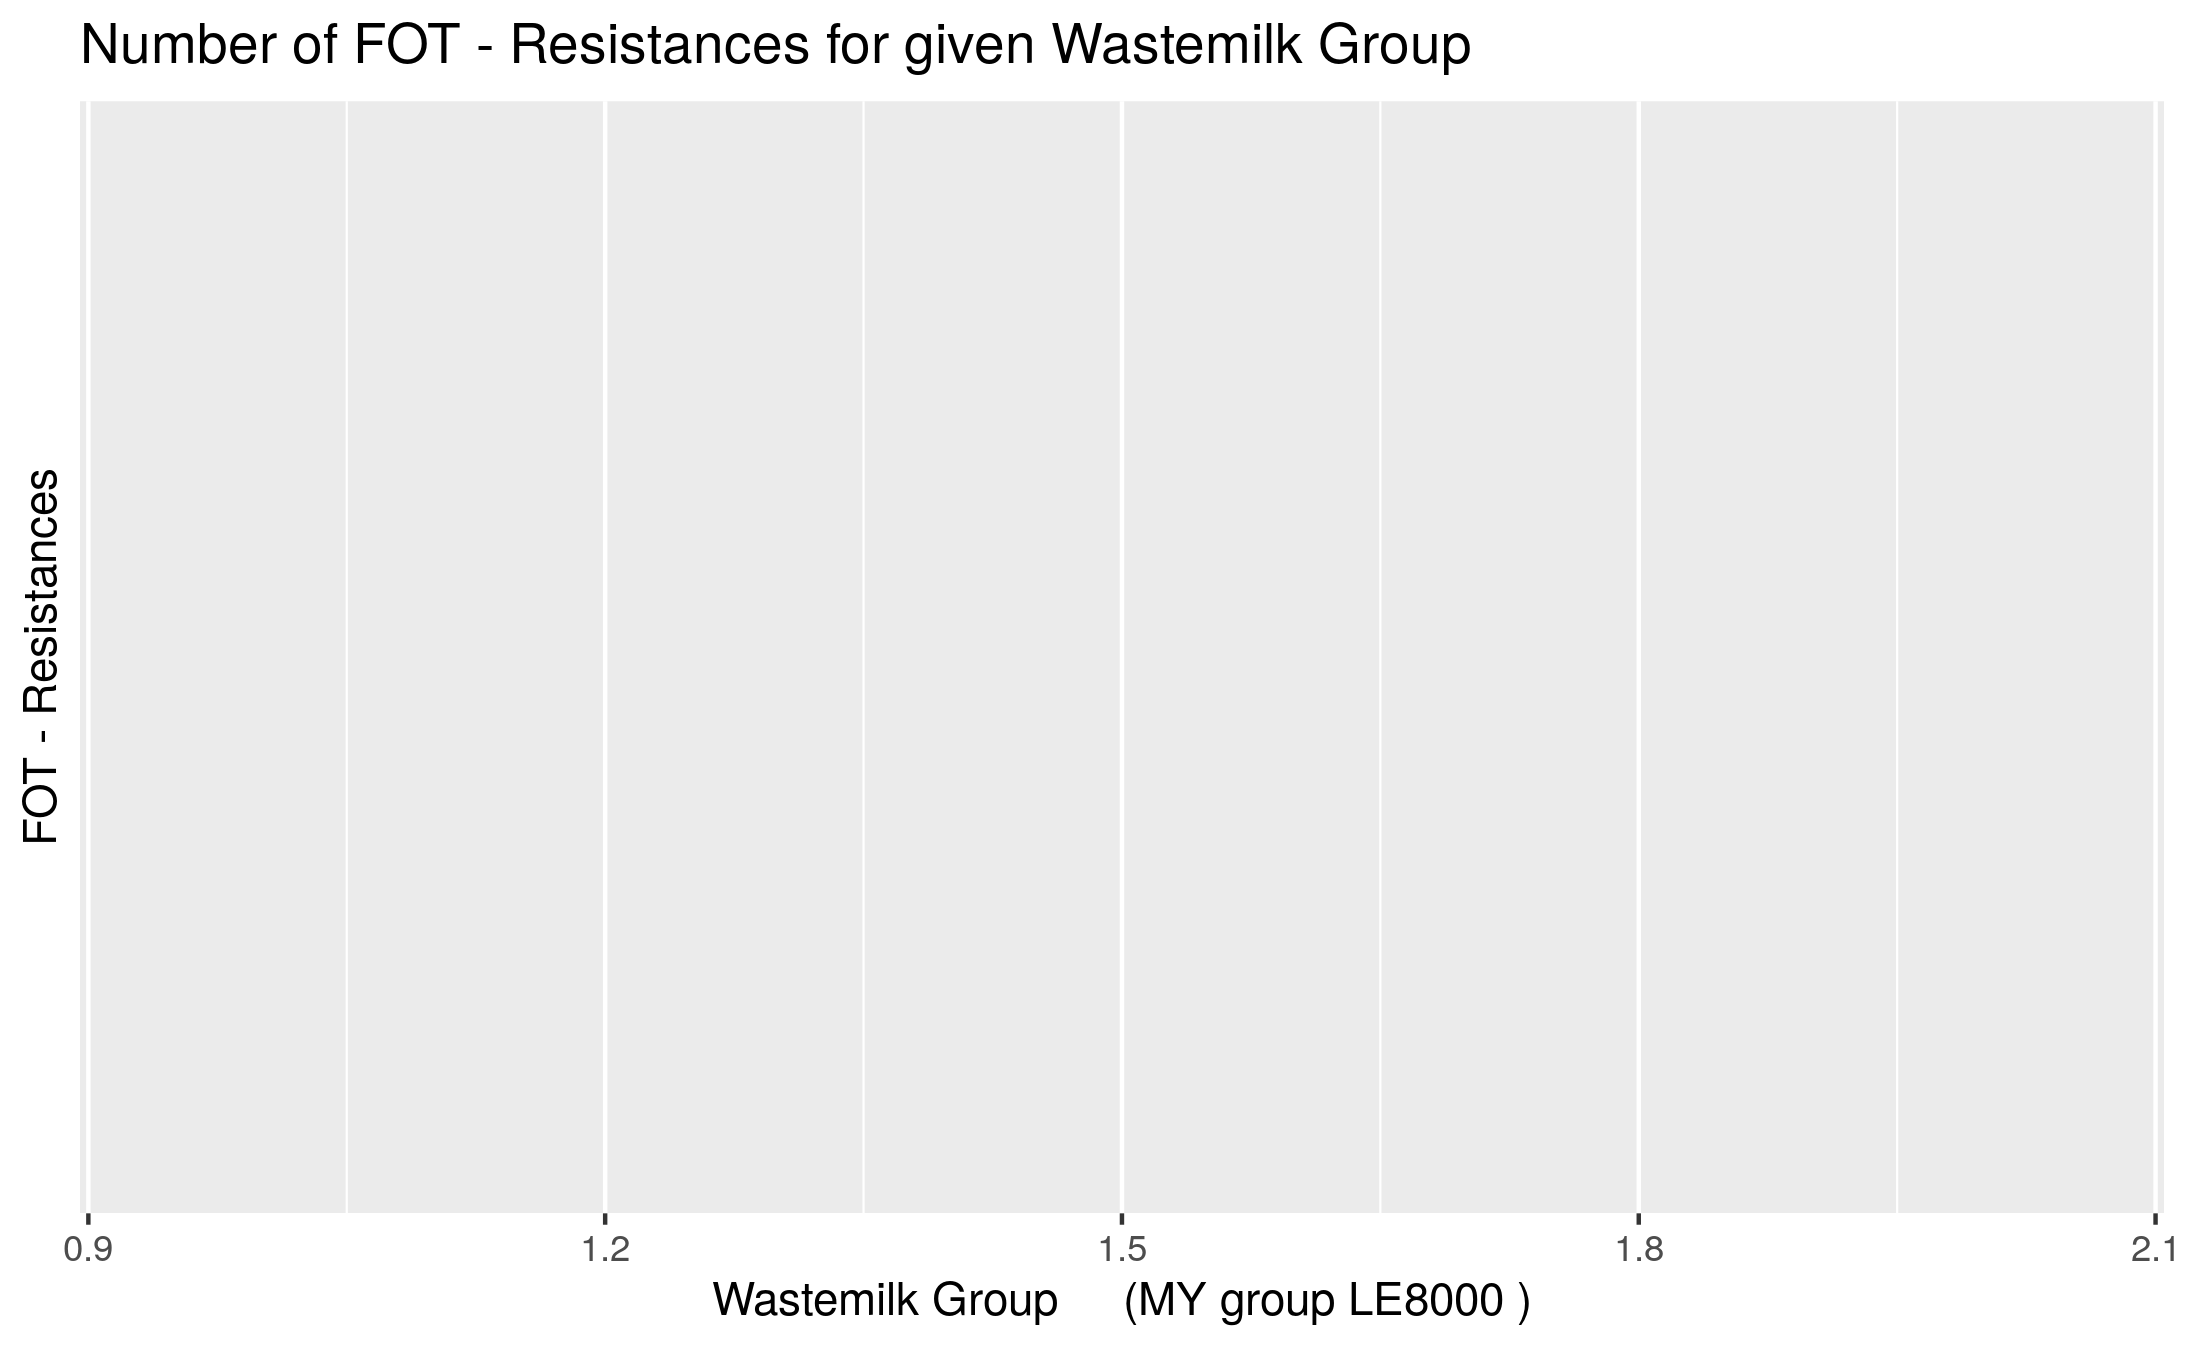 Number of FOT - Resistances for given Wastemilk Group
FOT - Resistances
0.9 1.2 1.5 1.8 2.1
Wastemilk Group (MY group LE8000 )